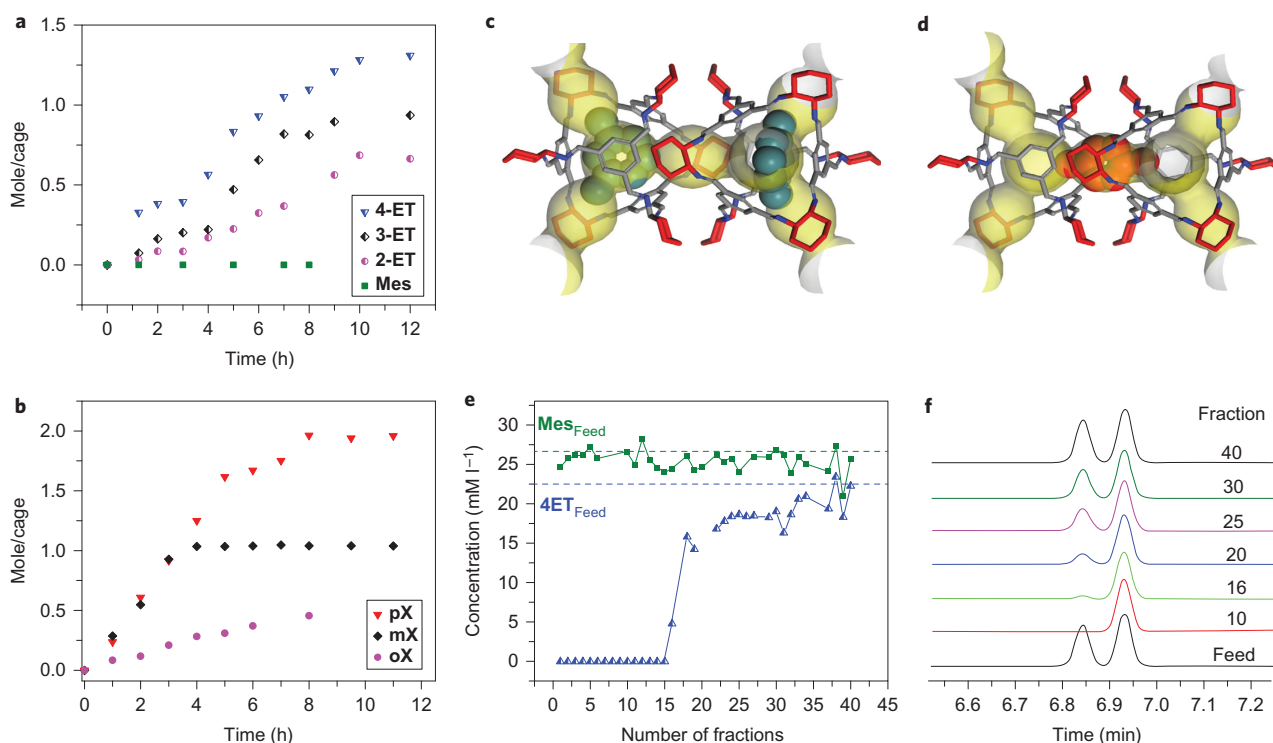 a
1.5
1.0
0.5
0.0
Mole/cage
4-ET
3-ET
2-ET
Mes
0 2 4 6 8 10 12
Time (h)
c
d
b
2.0
1.5
1.0
0.5
0.0
Mole/cage
pX
mX
oX
0 2 4 6 8 10 12
Time (h)
e
30
25
20
15
10
5
0
Concentration (mM l−1)
MesFeed
4ETFeed
0 5 10 15 20 25 30 35 40 45
Number of fractions
f
Fraction
40
30
25
20
16
10
Feed
6.6 6.7 6.8 6.9 7.0 7.1 7.2
Time (min)